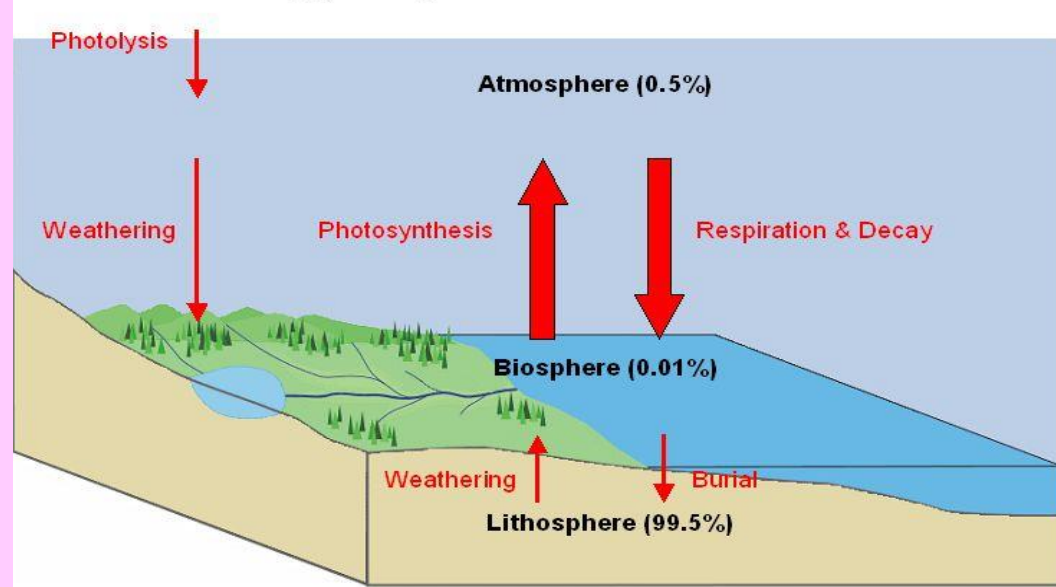 Photolysis
Atmosphere (0.5%)
Weathering
Photosynthesis
Respiration & Decay
Biosphere (0.01%)
Weathering
Burial
Lithosphere (99.5%)